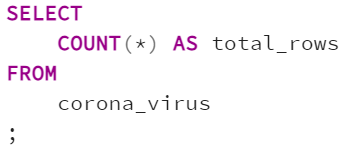 SELECT
    COUNT(*) AS total_rows
FROM
    corona_virus
;